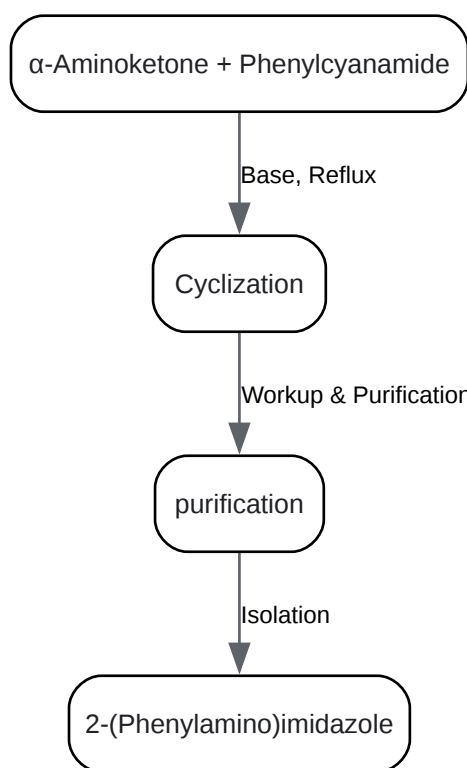 α-Aminoketone + Phenylcyanamide
Base, Reflux
Cyclization
Workup & Purification
purification
Isolation
2-(Phenylamino)imidazole